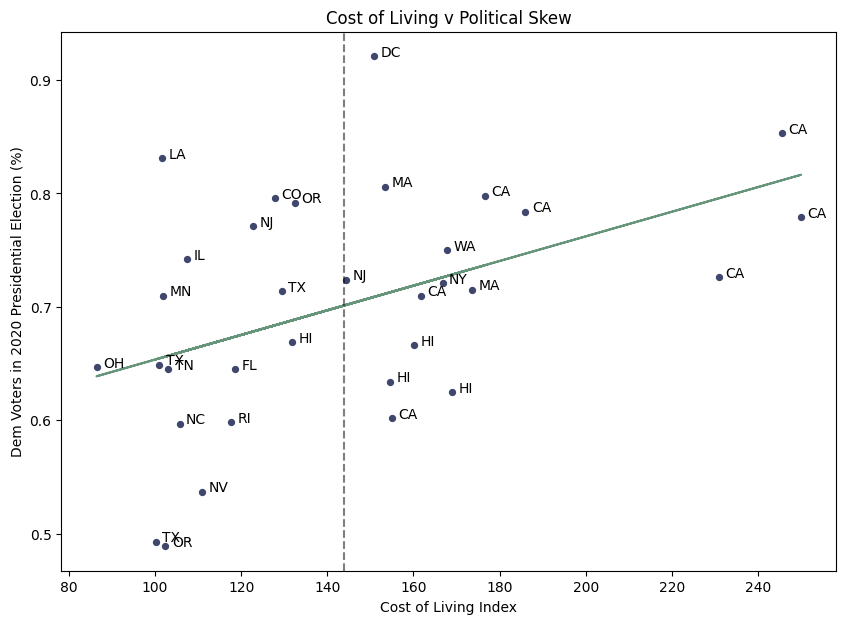 Cost of Living v Political Skew
Dem Voters in 2020 Presidential Election (%)
0.9
0.8
0.7
0.6
0.5
DC
CA
LA
MA
CO
OR
CA
CA
CA
NJ
IL
WA
NJ
CA
NY
MA
TX
CA
MN
HI
HI
OH
TX
TN
FL
HI
HI
CA
NC
RI
NV
TX
OR
80
100
120
140
160
180
200
220
240
Cost of Living Index